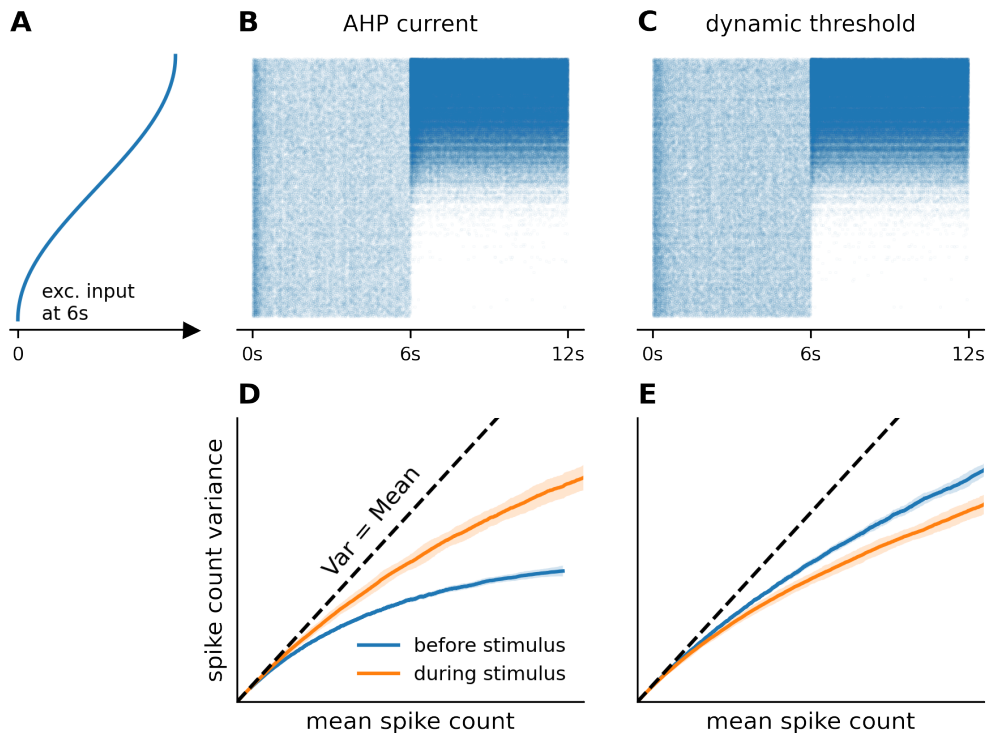 A
exc. input
at 6s
0
B
AHP current
0s
6s
12s
C
dynamic threshold
0s
6s
12s
D
spike count variance
Var = Mean
before stimulus
during stimulus
mean spike count
E
mean spike count